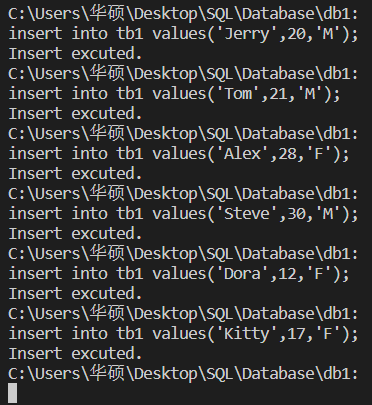 C:\Users\华硕\Desktop\SQL\Database\db1:
insert into tb1 values('Jerry',20,'M');
Insert excuted.
C:\Users\华硕\Desktop\SQL\Database\db1:
insert into tb1 values('Tom',21,'M');
Insert excuted.
C:\Users\华硕\Desktop\SQL\Database\db1:
insert into tb1 values('Alex',28,'F');
Insert excuted.
C:\Users\华硕\Desktop\SQL\Database\db1:
insert into tb1 values('Steve',30,'M');
Insert excuted.
C:\Users\华硕\Desktop\SQL\Database\db1:
insert into tb1 values('Dora',12,'F');
Insert excuted.
C:\Users\华硕\Desktop\SQL\Database\db1:
insert into tb1 values('Kitty',17,'F');
Insert excuted.
C:\Users\华硕\Desktop\SQL\Database\db1: